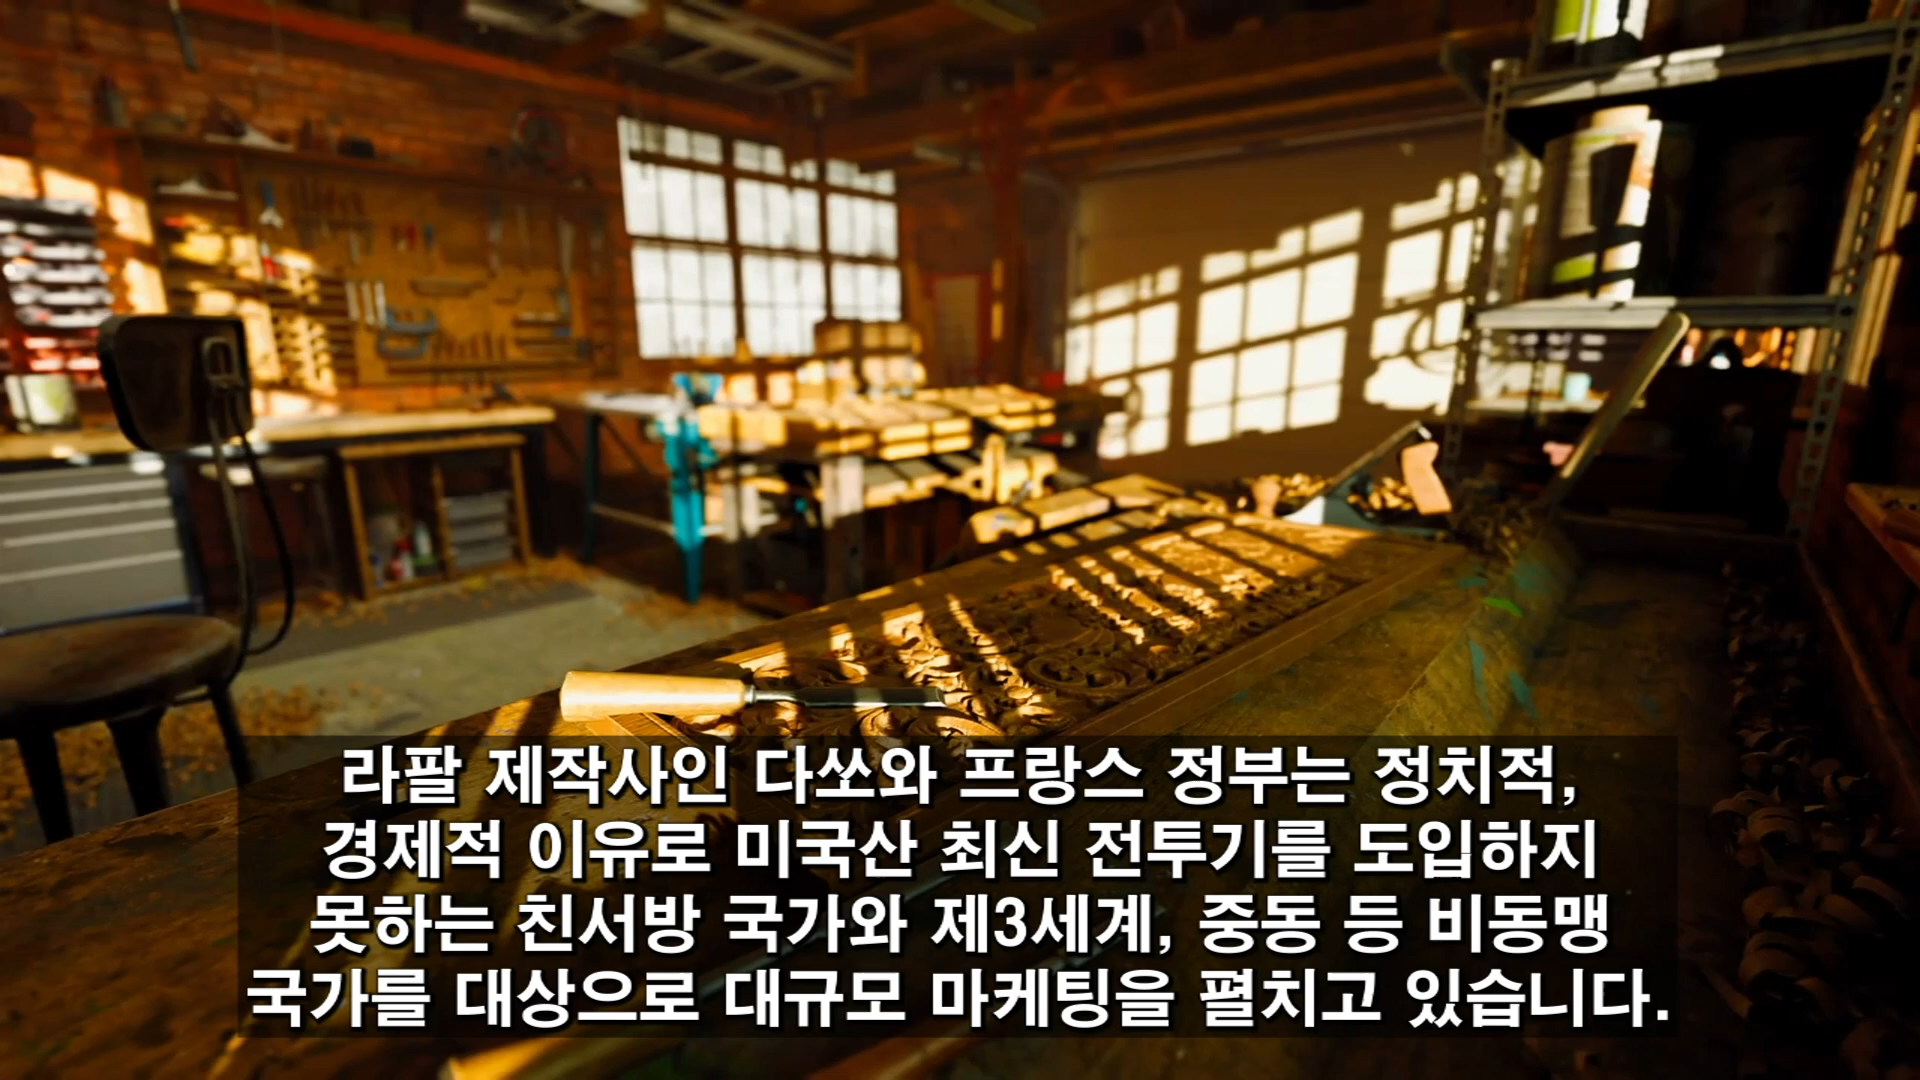 라팔 제작사인 다쏘와 프랑스 정부는 정치적,
경제적 이유로 미국산 최신 전투기를 도입하지
못하는 친서방 국가와 제3세계, 중동 등 비동맹
국가를 대상으로 대규모 마케팅을 펼치고 있습니다.